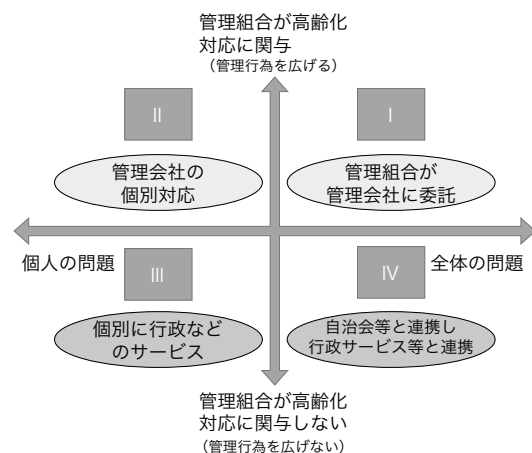 管理組合が高齢化
対応に関与
（管理行為を広げる）
II
I
管理会社の
個別対応
管理組合が
管理会社に委託
個人の問題
III
IV
全体の問題
個別に行政など
のサービス
自治会等と連携し
行政サービス等と連携
管理組合が高齢化
対応に関与しない
（管理行為を広げない）